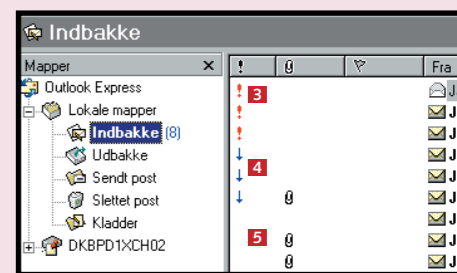 Indbakke
Mapper × ! Fra
Outlook Express
Lokale mapper
Indbakke (8)
Udbakke
Sendt post
Slettet post
Kladder
DKBPD1XCH02
! 3 J
! J
! J
↓ J
↓ 4 J
↓ J
J
5 J
J